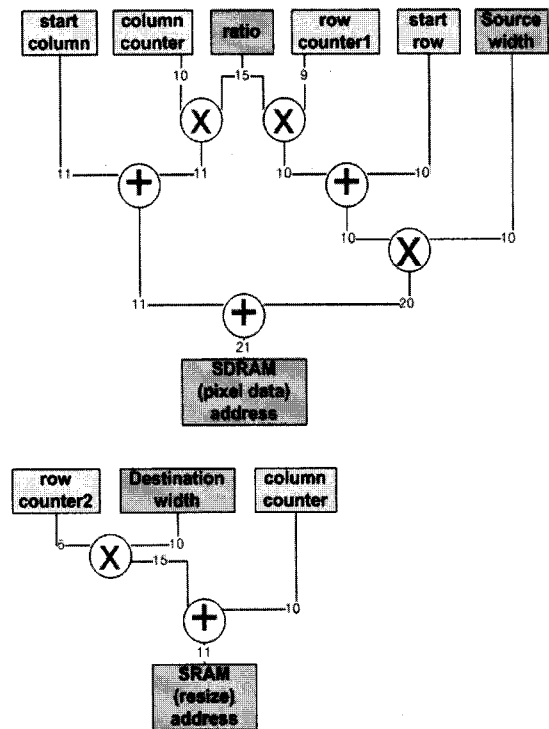 start column
column counter
ratio
row counter1
start row
Source width
10
15
9
X
X
11
11
10
10
+
+
10
10
X
11
20
+
21
SDRAM
(pixel data)
address
row counter2
Destination width
column counter
10
X
15
10
+
11
SRAM
(resize)
address